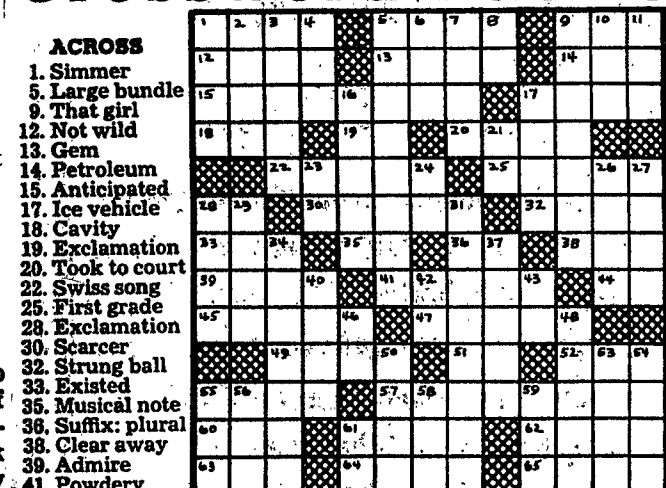 ACROSS
1. Simmer
5. Large bundle
9. That girl
12. Not wild
13. Gem
14. Petroleum
15. Anticipated
17. Ice vehicle
18. Cavity
19. Exclamation
20. Took to court
22. Swiss song
25. First grade
28. Exclamation
30. Scarcer
32. Strung ball
33. Existed
35. Musical note
36. Suffix: plural
38. Clear away
39. Admire
41. Powdery
1 2 3 4 5 6 7 8 9 10 11
12 13 14
15 16 17
18 19 20 21
22 23 24 25 26 27
28 29 30 31 32
33 34 35 36 37 38
39 40 41 42 43 44
45 46 47 48
49 50 51 52 53 54
55 56 57 58 59
60 61 62
63 64 65